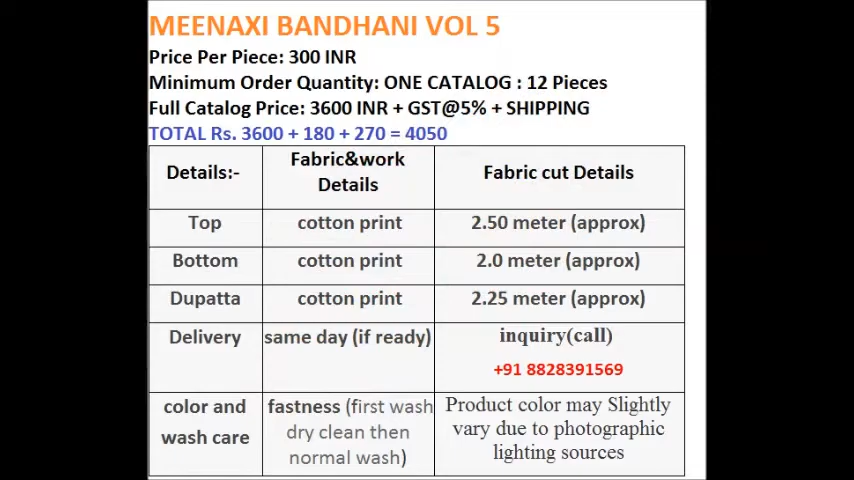 MEENAXI BANDHANI VOL 5
Price Per Piece: 300 INR
Minimum Order Quantity: ONE CATALOG : 12 Pieces
Full Catalog Price: 3600 INR + GST@5% + SHIPPING
TOTAL Rs. 3600 + 180 + 270 = 4050
Details:-
Fabric&work
Details
Fabric cut Details
Top
cotton print
2.50 meter (approx)
Bottom
cotton print
2.0 meter (approx)
Dupatta
cotton print
2.25 meter (approx)
Delivery
same day (if ready)
inquiry(call)
+91 8828391569
color and
wash care
fastness (first wash
dry clean then
normal wash)
Product color may Slightly
vary due to photographic
lighting sources